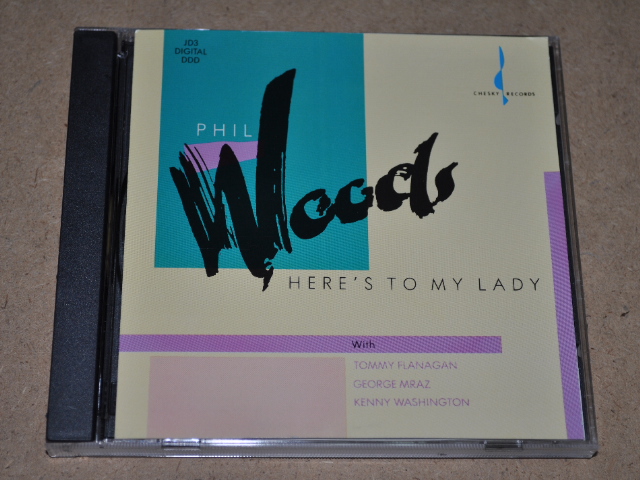 JD3
DIGITAL
DDD
CHESKY RECORDS
PHIL
Woods
HERE'S TO MY LADY
With
TOMMY FLANAGAN
GEORGE MRAZ
KENNY WASHINGTON